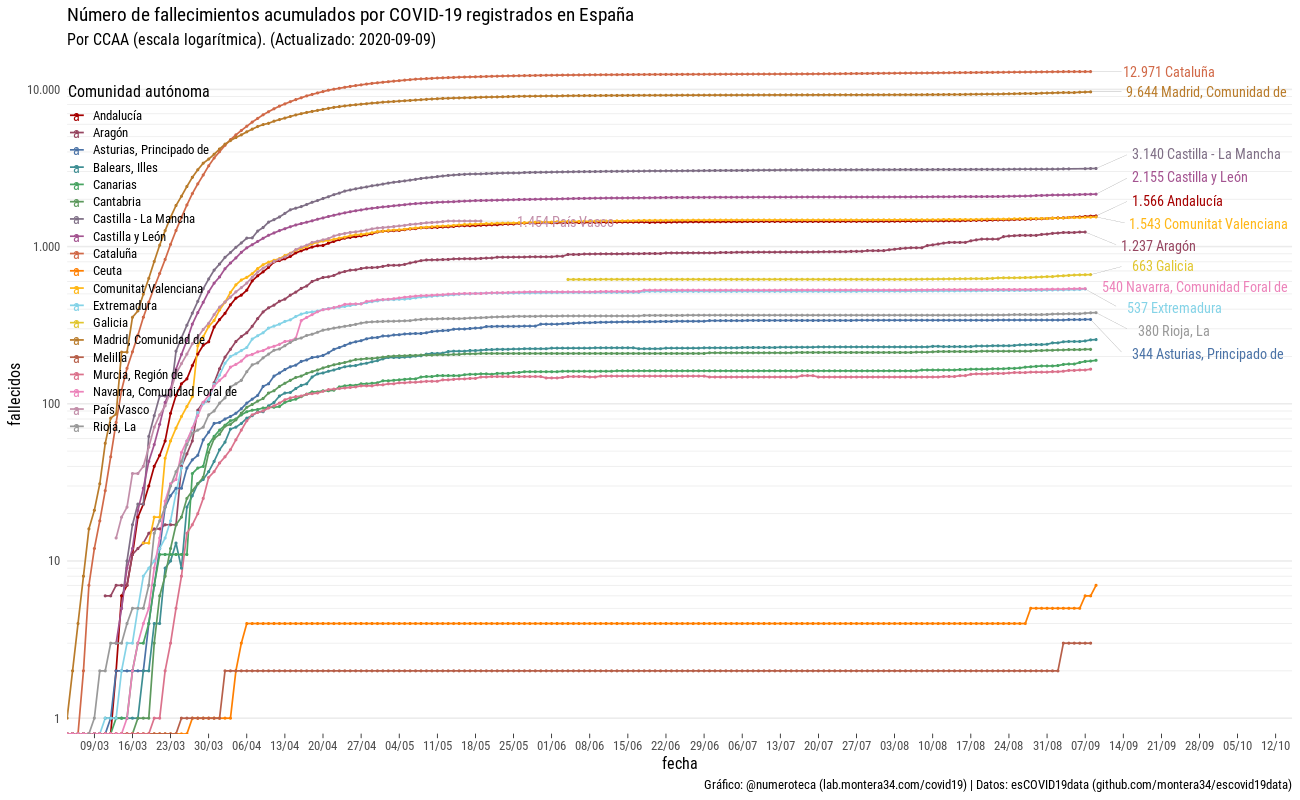 Número de fallecimientos acumulados por COVID-19 registrados en España
Por CCAA (escala logarítmica). (Actualizado: 2020-09-09)
Comunidad autónoma
Andalucía
Aragón
Asturias, Principado de
Balears, Illes
Canarias
Cantabria
Castilla - La Mancha
Castilla y León
Cataluña
Ceuta
Comunitat Valenciana
Extremadura
Galicia
Madrid, Comunidad de
Melilla
Murcia, Región de
Navarra, Comunidad Foral de
País Vasco
Rioja, La
12.971 Cataluña
9.644 Madrid, Comunidad de
3.140 Castilla - La Mancha
2.155 Castilla y León
1.566 Andalucía
1.454 País Vasco
1.543 Comunitat Valenciana
1.237 Aragón
663 Galicia
540 Navarra, Comunidad Foral de
537 Extremadura
380 Rioja, La
344 Asturias, Principado de
10.000
1.000
100
10
1
fallecidos
09/03 16/03 23/03 30/03 06/04 13/04 20/04 27/04 04/05 11/05 18/05 25/05 01/06 08/06 15/06 22/06 29/06 06/07 13/07 20/07 27/07 03/08 10/08 17/08 24/08 31/08 07/09 14/09 21/09 28/09 05/10 12/10
fecha
Gráfico: @numeroteca (lab.montera34.com/covid19) | Datos: esCOVID19data (github.com/montera34/escovid19data)